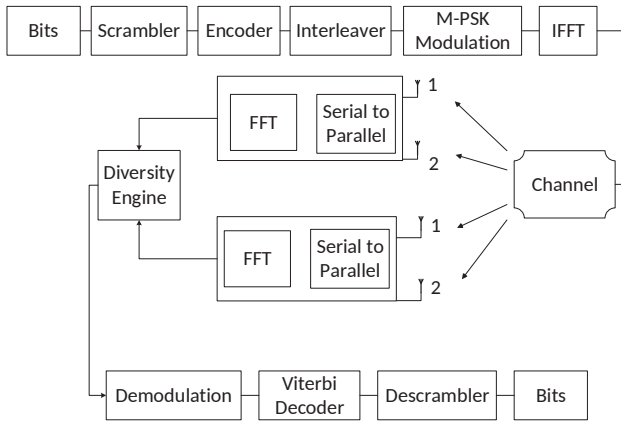 Bits
Scrambler
Encoder
Interleaver
M-PSK
Modulation
IFFT
FFT
Serial to
Parallel
1
2
Diversity
Engine
Channel
FFT
Serial to
Parallel
1
2
Demodulation
Viterbi
Decoder
Descrambler
Bits